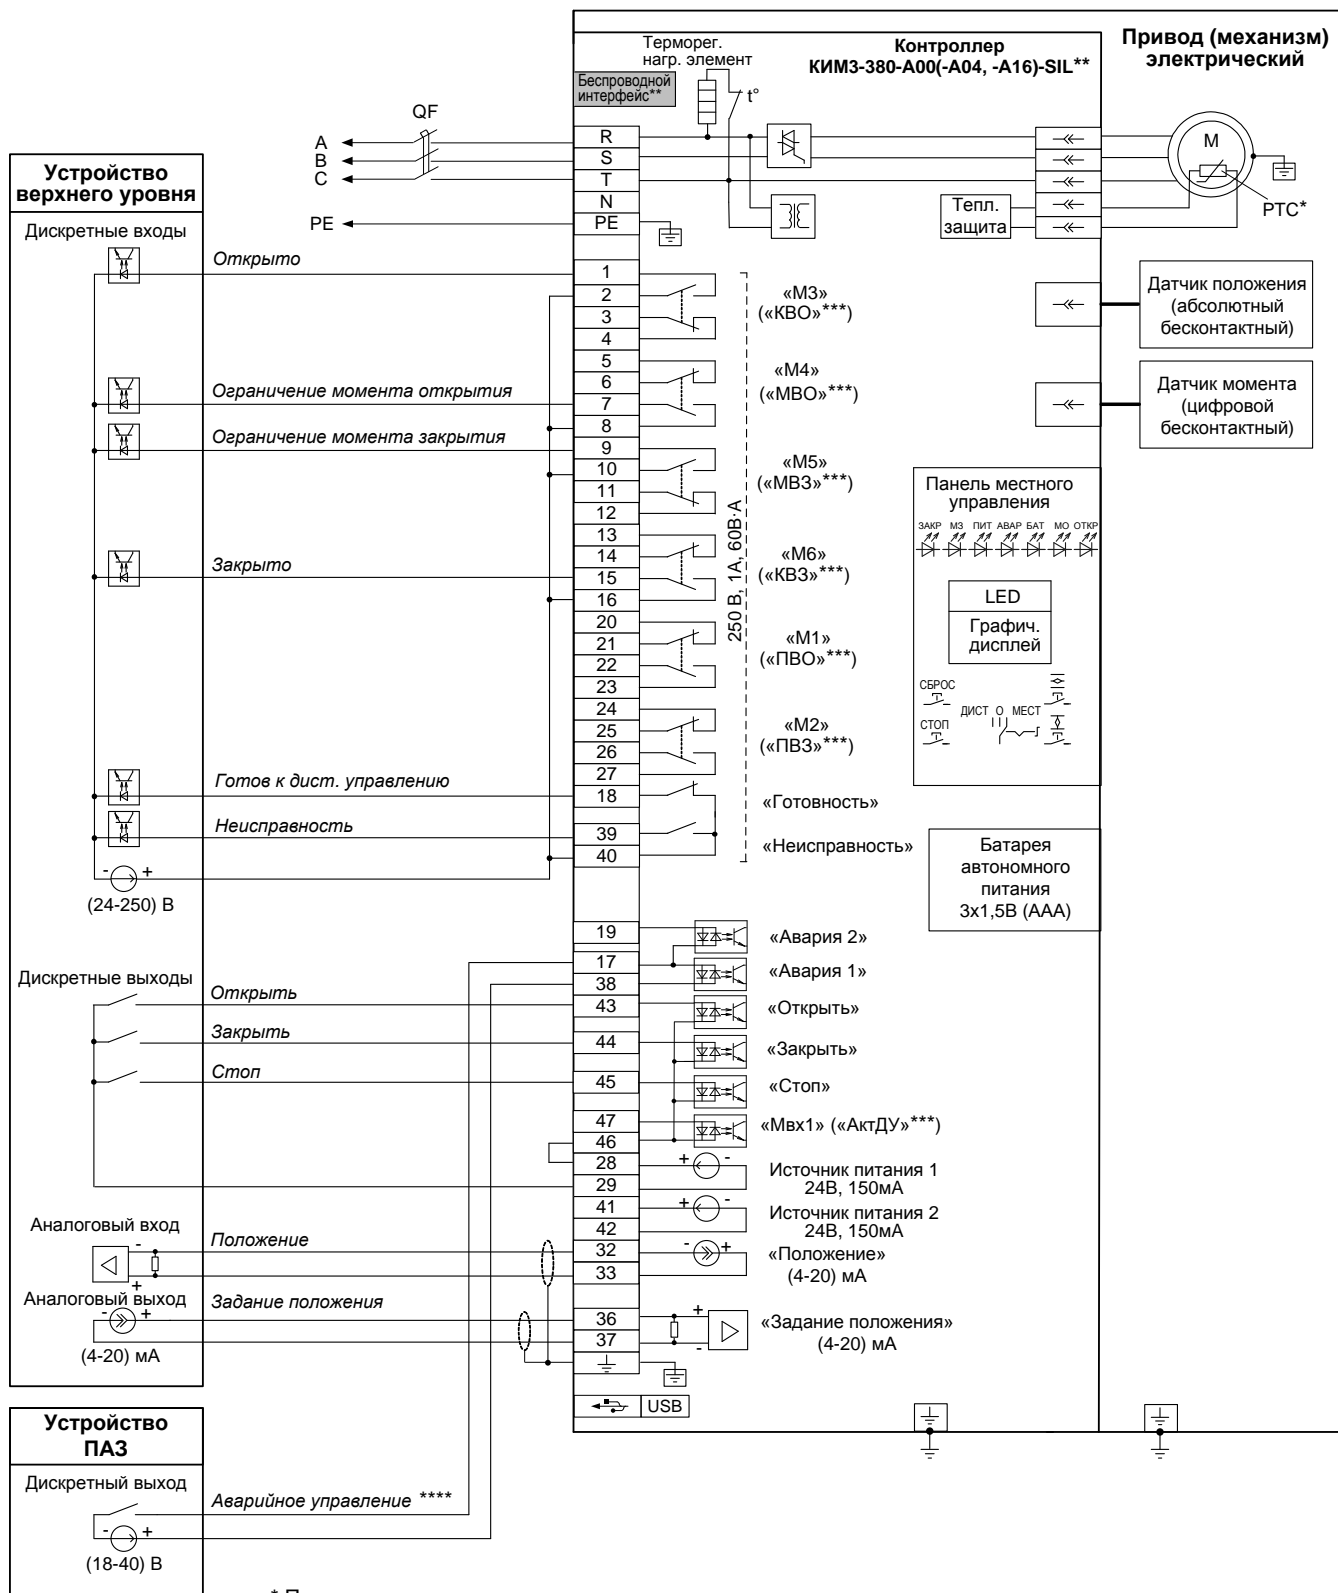 Привод (механизм)
электрический
Контроллер
КИМ3-380-А00(-А04, -А16)-SIL**
Терморег.
нагр. элемент
Беспроводной
интерфейс**
t°
QF
A
B
C
PE
R
S
T
N
PE
M
PTC*
Тепл.
защита
Устройство
верхнего уровня
Дискретные входы
Открыто
Ограничение момента открытия
Ограничение момента закрытия
Закрыто
Готов к дист. управлению
Неисправность
- +
(24-250) В
1
2
3
4
5
6
7
8
9
10
11
12
13
14
15
16
20
21
22
23
24
25
26
27
18
39
40
«М3»
(«КВО»***)
«М4»
(«МВО»***)
«М5»
(«МВЗ»***)
«М6»
(«КВЗ»***)
«М1»
(«ПВО»***)
«М2»
(«ПВЗ»***)
«Готовность»
«Неисправность»
250 В, 1А, 60В·А
Датчик положения
(абсолютный
бесконтактный)
Датчик момента
(цифровой
бесконтактный)
Панель местного
управления
ЗАКР МЗ ПИТ АВАР БАТ МО ОТКР
LED
Графич.
дисплей
СБРОС
ДИСТ О МЕСТ
СТОП
Батарея
автономного
питания
3х1,5В (ААА)
19
17
38
43
44
45
47
46
28
29
41
42
32
33
36
37
«Авария 2»
«Авария 1»
«Открыть»
«Закрыть»
«Стоп»
«Мвх1» («АктДУ»***)
+ -
Источник питания 1
24В, 150мА
+ -
Источник питания 2
24В, 150мА
- +
«Положение»
(4-20) мА
+
-
«Задание положения»
(4-20) мА
USB
Дискретные выходы
Открыть
Закрыть
Стоп
Аналоговый вход
-
+
Положение
Аналоговый выход
- +
(4-20) мА
Задание положения
Устройство
ПАЗ
Дискретный выход
Аварийное управление ****
- +
(18-40) В